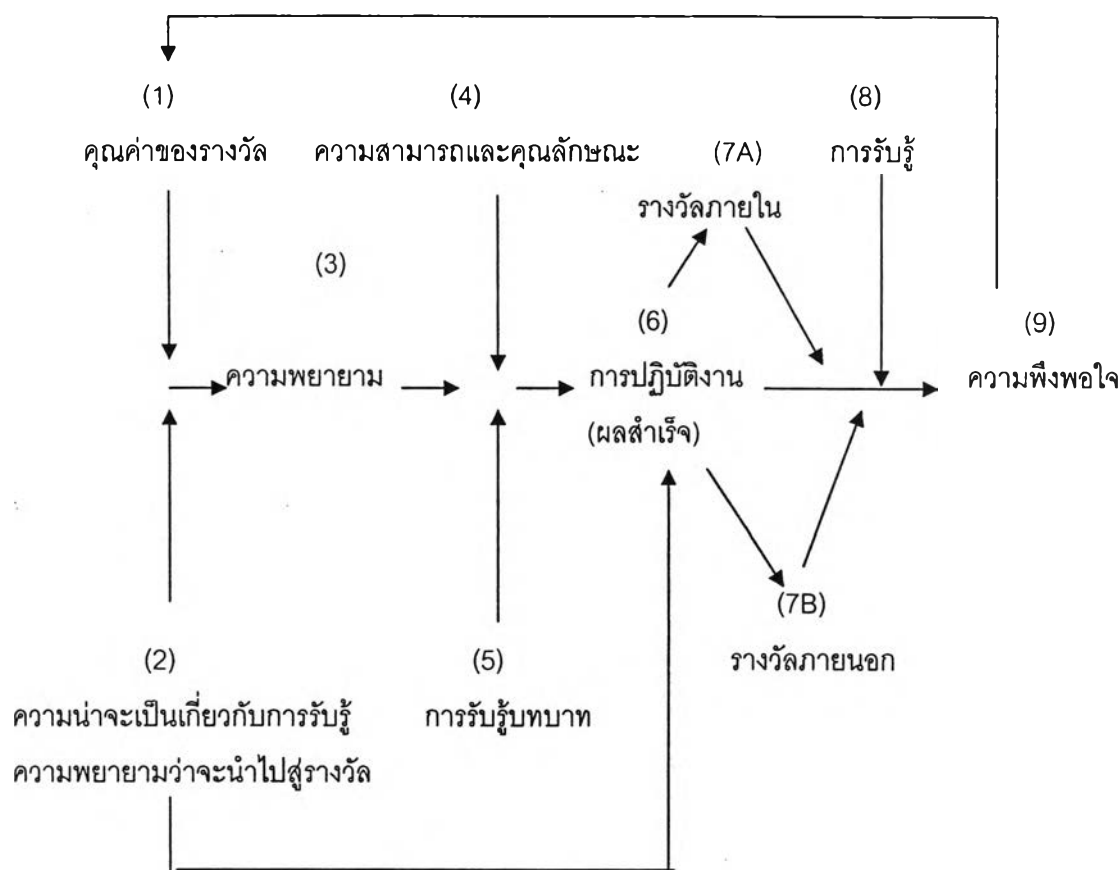 (1)
(4)
(8)
คุณค่าของรางวัล
ความสามารถและคุณลักษณะ
(7A)
การรับรู้
รางวัลภายใน
(3)
(6)
(9)
ความพยายาม
การปฏิบัติงาน
ความพึงพอใจ
(ผลสำเร็จ)
(7B)
รางวัลภายนอก
(2)
(5)
ความน่าจะเป็นเกี่ยวกับการรับรู้
การรับรู้บทบาท
ความพยายามว่าจะนำไปสู่รางวัล